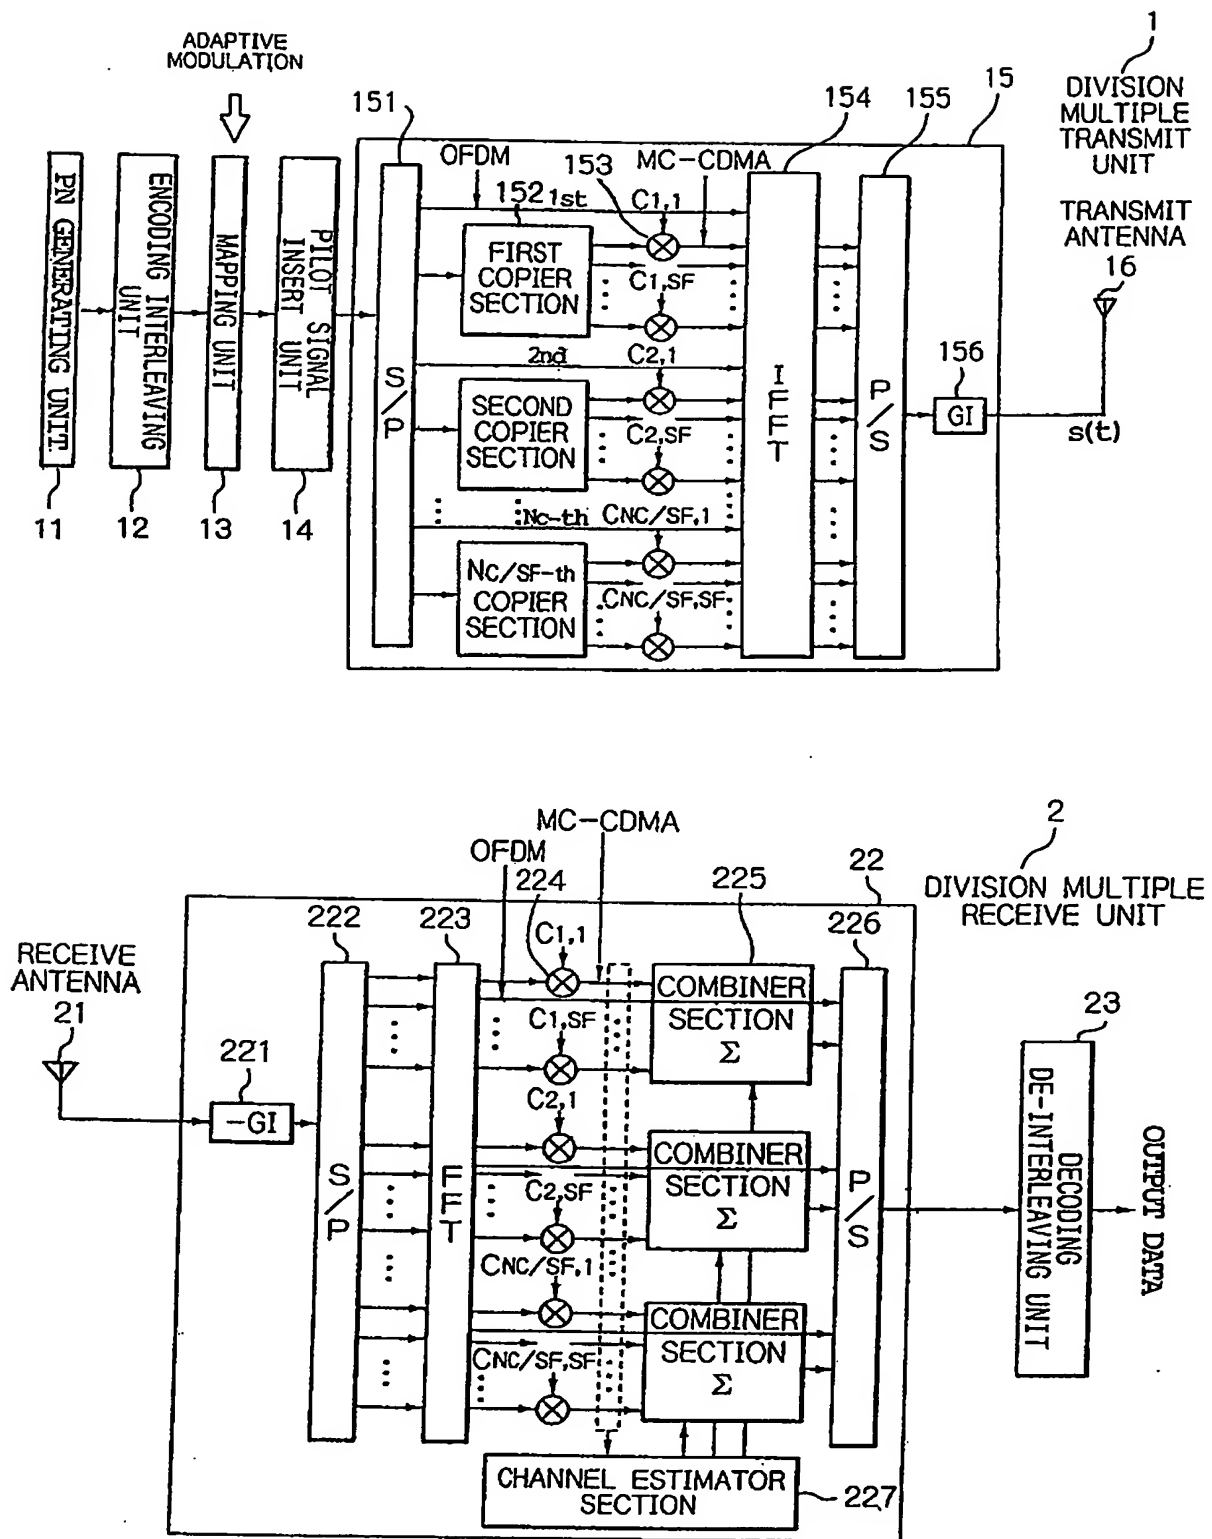 ADAPTIVE
MODULATION
1
DIVISION
MULTIPLE
TRANSMIT
UNIT
151
154
155
15
OFDM
153
MC-CDMA
152
1st
C1,1
TRANSMIT
ANTENNA
16
PN GENERATING UNIT
ENCODING INTERLEAVING
UNIT
MAPPING UNIT
PILOT SIGNAL
INSERT UNIT
S/P
FIRST
COPIER
SECTION
C1,SF
2nd
C2,1
SECOND
COPIER
SECTION
C2,SF
IFFT
P/S
156
GI
s(t)
Nc-th
CNC/SF,1
NC/SF-th
COPIER
SECTION
CNC/SF,SF
11
12
13
14
MC-CDMA
2
DIVISION MULTIPLE
RECEIVE UNIT
OFDM
22
222
223
224
225
226
RECEIVE
ANTENNA
21
C1,1
COMBINER
SECTION
Σ
C1,SF
23
221
-GI
C2,1
COMBINER
SECTION
Σ
S/P
FFT
C2,SF
P/S
DECODING
DE-INTERLEAVING UNIT
OUTPUT DATA
CNC/SF,1
COMBINER
SECTION
Σ
CNC/SF,SF
CHANNEL ESTIMATOR
SECTION
227